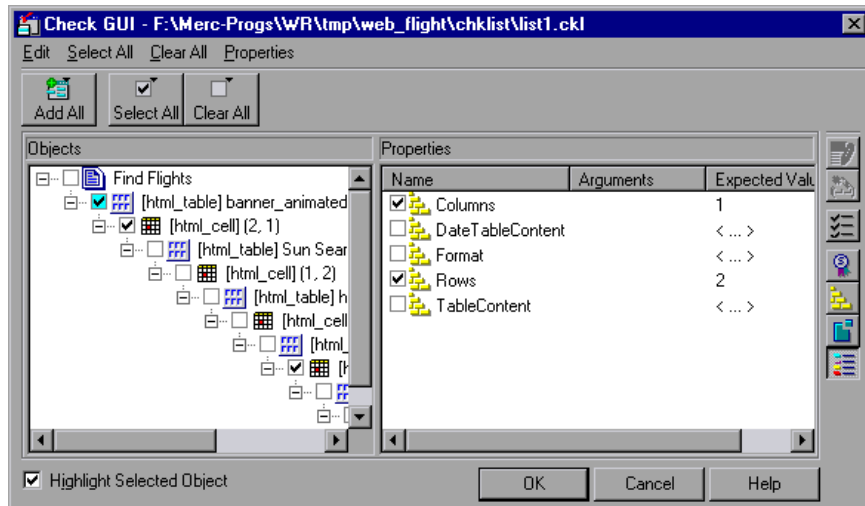 Check GUI - F:\Merc-Progs\WR\tmp\web_flight\chklist\list1.ckl
Edit Select All Clear All Properties
Add All Select All Clear All
Objects
Find Flights
[html_table] banner_animated
[html_cell] (2, 1)
[html_table] Sun Sear
[html_cell] (1, 2)
[html_table] h
[html_cell
[html_
[h
Properties
Name Arguments Expected Valu
Columns 1
DateTableContent < ... >
Format < ... >
Rows 2
TableContent < ... >
Highlight Selected Object
OK Cancel Help